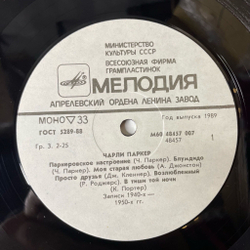 МИНИСТЕРСТВО
КУЛЬТУРЫ СССР
ВСЕСОЮЗНАЯ ФИРМА
ГРАМПЛАСТИНОК
МЕЛОДИЯ
АПРЕЛЕВСКИЙ ОРДЕНА ЛЕНИНА ЗАВОД
МОНО 33
Год выпуска 1989
ГОСТ 5289-88
М60 48457 007
Гр. 3. 2-25
48457 1
ЧАРЛИ ПАРКЕР
Паркеровское настроение (Ч. Паркер). Блумдидо
(Ч. Паркер). Моя старая любовь (А. Джонстон)
Просто друзья (Дж. Кленнер). Возлюбленный
(Р. Роджерс). В тиши той ночи
(К. Портер)
Записи 1940-х —
1950-х гг.